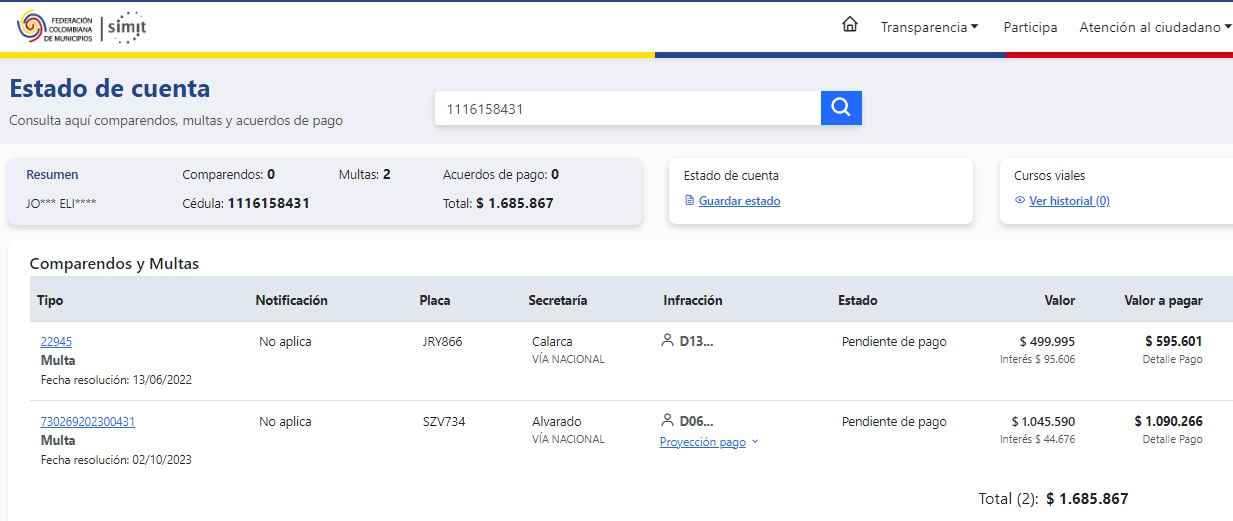 FEDERACIÓN
COLOMBIANA
DE MUNICIPIOS
simit
Transparencia
Participa
Atención al ciudadano
Estado de cuenta
Consulta aquí comparendos, multas y acuerdos de pago
1116158431
Resumen Comparendos: 0 Multas: 2 Acuerdos de pago: 0
JO*** ELI**** Cédula: 1116158431 Total: $ 1.685.867
Estado de cuenta
Guardar estado
Cursos viales
Ver historial (0)
Comparendos y Multas
Tipo Notificación Placa Secretaría Infracción Estado Valor Valor a pagar
22945 No aplica JRY866 Calarca D13... Pendiente de pago $ 499.995 $ 595.601
Multa VÍA NACIONAL Interés $ 95.606 Detalle Pago
Fecha resolución: 13/06/2022
730269202300431 No aplica SZV734 Alvarado D06... Pendiente de pago $ 1.045.590 $ 1.090.266
Multa VÍA NACIONAL Proyección pago Interés $ 44.676 Detalle Pago
Fecha resolución: 02/10/2023
Total (2): $ 1.685.867